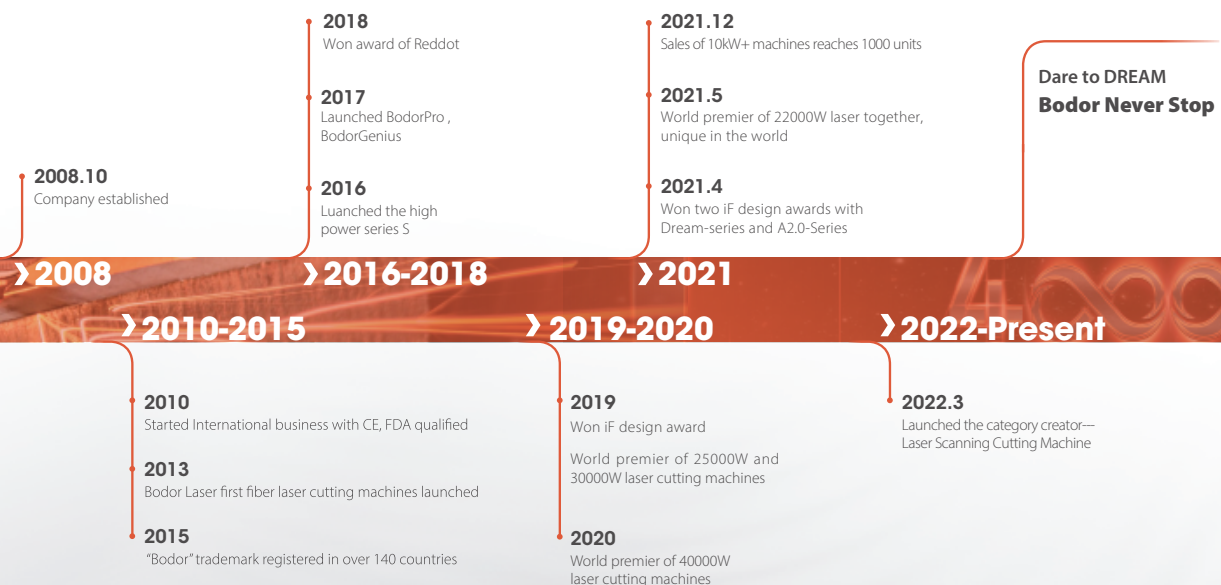 2018
Won award of Reddot
2017
Launched BodorPro ,
BodorGenius
2016
Luanched the high
power series S
2021.12
Sales of 10kW+ machines reaches 1000 units
2021.5
World premier of 22000W laser together,
unique in the world
2021.4
Won two iF design awards with
Dream-series and A2.0-Series
Dare to DREAM
Bodor Never Stop
2008.10
Company established
2008
2016-2018
2021
2010-2015
2019-2020
2022-Present
2010
Started International business with CE, FDA qualified
2013
Bodor Laser first fiber laser cutting machines launched
2015
“Bodor” trademark registered in over 140 countries
2019
Won iF design award
World premier of 25000W and
30000W laser cutting machines
2020
World premier of 40000W
laser cutting machines
2022.3
Launched the category creator---
Laser Scanning Cutting Machine